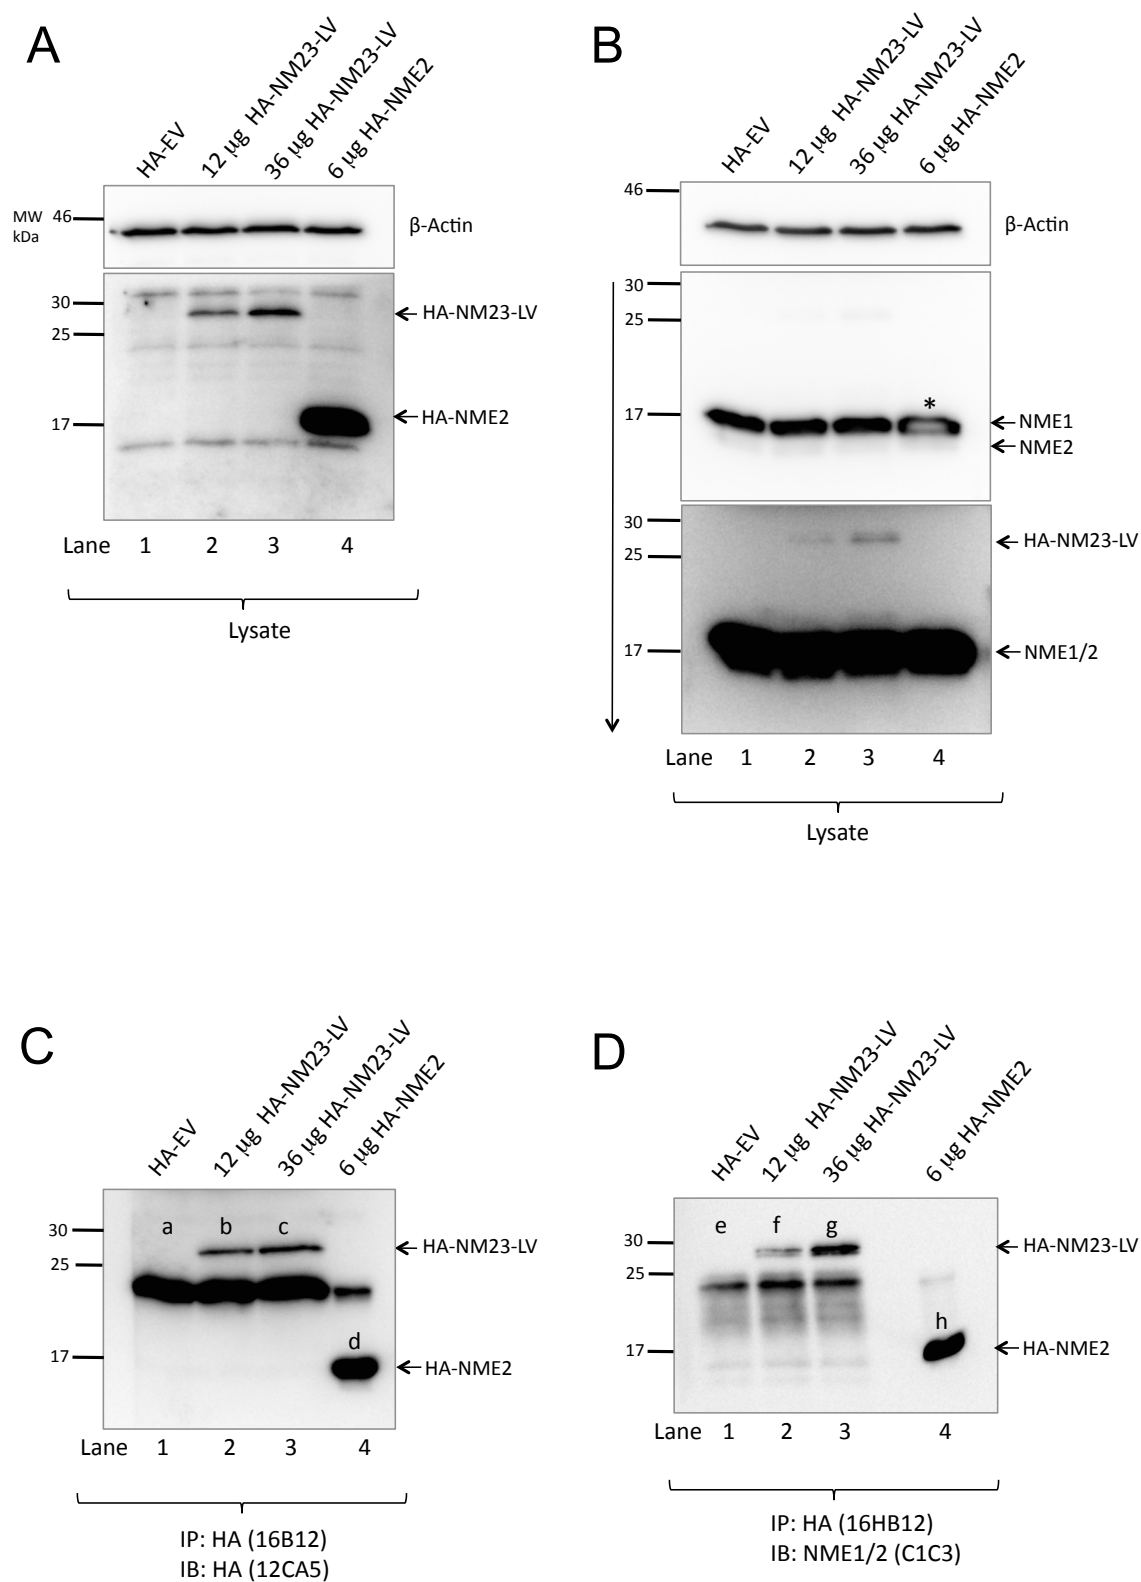 A
HA-EV
12 µg HA-NM23-LV
36 µg HA-NM23-LV
6 µg HA-NME2
MW
kDa
46
β-Actin
30
HA-NM23-LV
25
HA-NME2
17
Lane 1 2 3 4
Lysate
B
HA-EV
12 µg HA-NM23-LV
36 µg HA-NM23-LV
6 µg HA-NME2
46
β-Actin
30
25
17
*
NME1
NME2
30
HA-NM23-LV
25
17
NME1/2
Lane 1 2 3 4
Lysate
C
HA-EV
12 µg HA-NM23-LV
36 µg HA-NM23-LV
6 µg HA-NME2
a b c
30
HA-NM23-LV
25
d
17
HA-NME2
Lane 1 2 3 4
IP: HA (16B12)
IB: HA (12CA5)
D
HA-EV
12 µg HA-NM23-LV
36 µg HA-NM23-LV
6 µg HA-NME2
e f g
30
HA-NM23-LV
25
h
17
HA-NME2
Lane 1 2 3 4
IP: HA (16HB12)
IB: NME1/2 (C1C3)